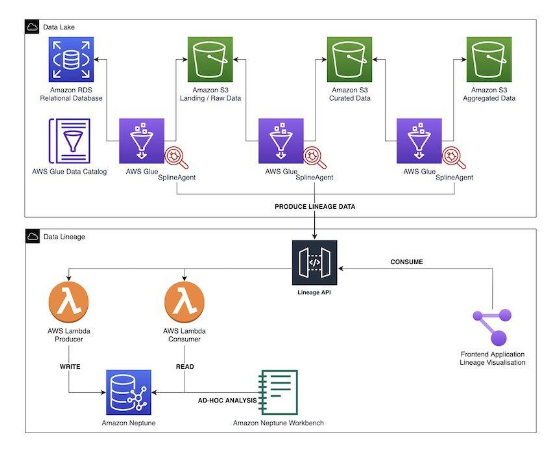 Data Lake
Amazon RDS
Relational Database
Amazon S3
Landing / Raw Data
Amazon S3
Curated Data
Amazon S3
Aggregated Data
AWS Glue Data Catalog
AWS Glue
SplineAgent
AWS Glue
SplineAgent
AWS Glue
SplineAgent
PRODUCE LINEAGE DATA
Data Lineage
Lineage API
CONSUME
AWS Lambda
Producer
AWS Lambda
Consumer
Frontend Application
Lineage Visualisation
WRITE
READ
AD-HOC ANALYSIS
Amazon Neptune
Amazon Neptune Workbench